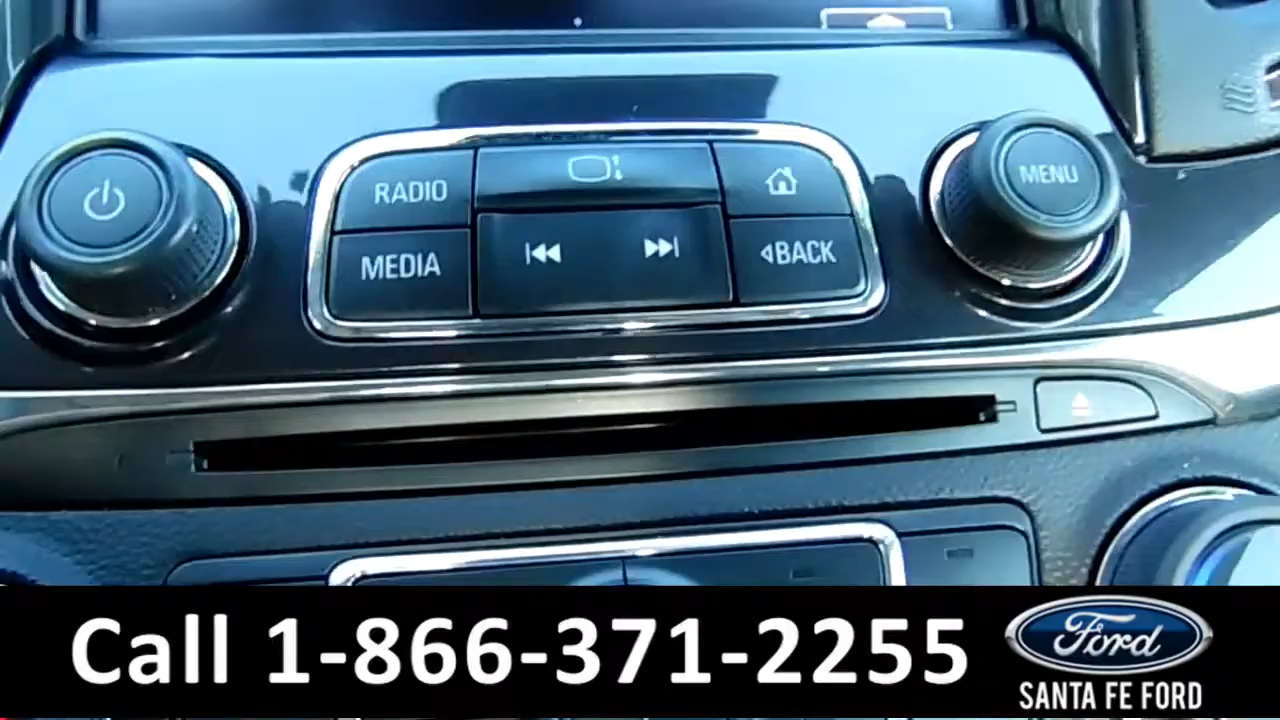 RADIO
MENU
MEDIA
BACK
Call 1-866-371-2255
Ford
SANTA FE FORD